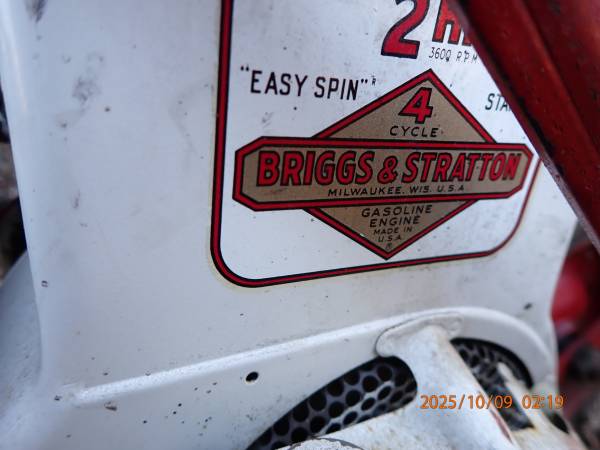 2 H
3600 R.P.M
"EASY SPIN"®
STA
4
CYCLE
BRIGGS & STRATTON
MILWAUKEE, WIS. U.S.A.
GASOLINE
ENGINE
MADE IN
U.S.A.
®
2025/10/09 02:19